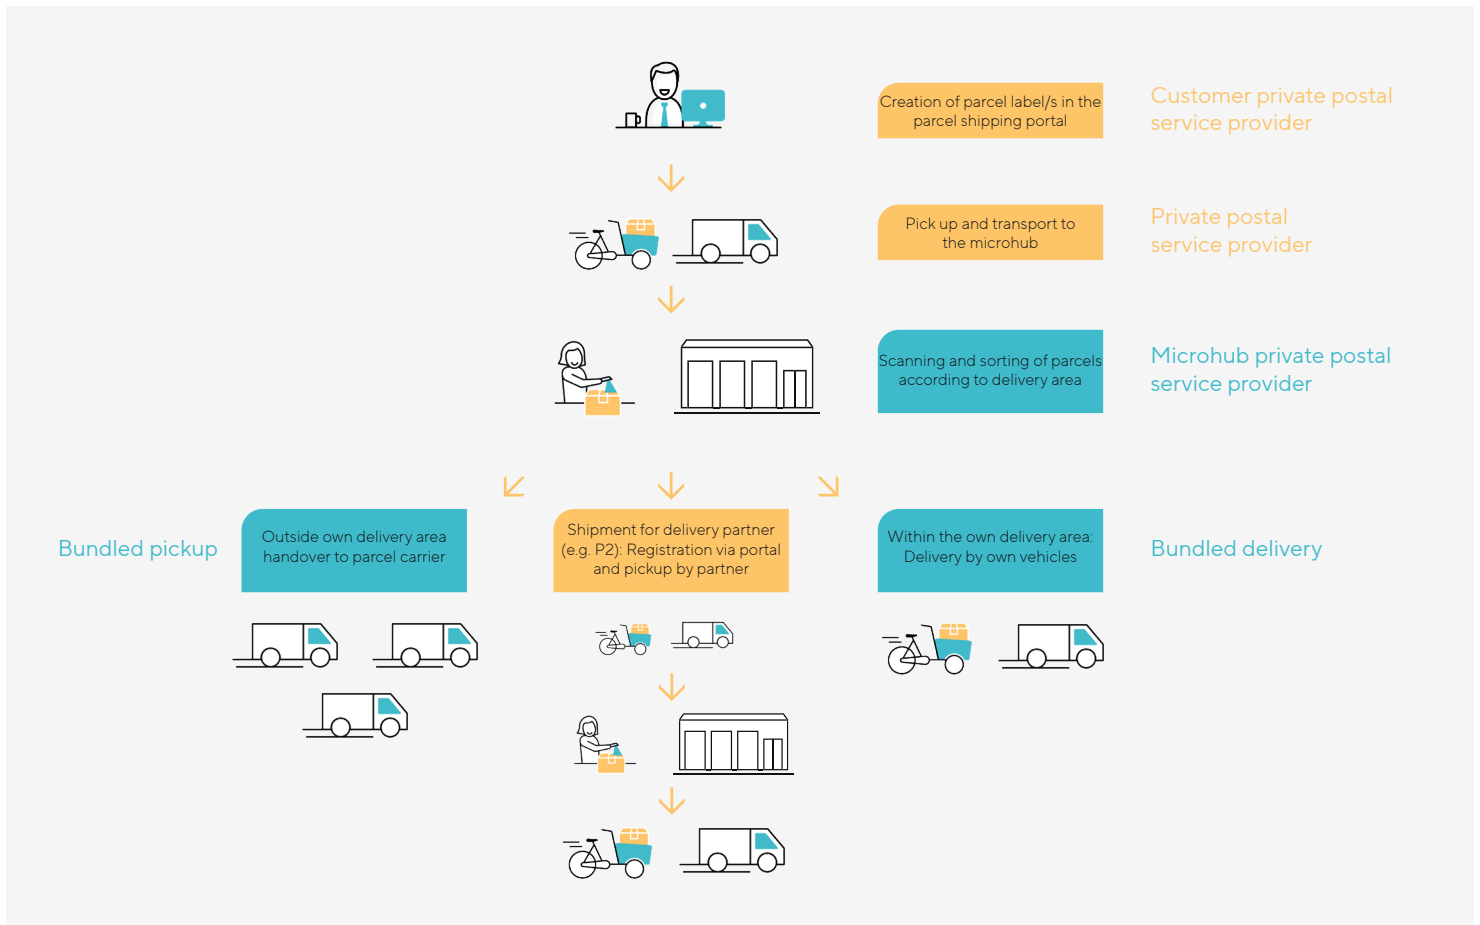 Creation of parcel label/s in the
parcel shipping portal
Customer private postal
service provider
Pick up and transport to
the microhub
Private postal
service provider
Scanning and sorting of parcels
according to delivery area
Microhub private postal
service provider
Bundled pickup
Outside own delivery area
handover to parcel carrier
Shipment for delivery partner
(e.g. P2): Registration via portal
and pickup by partner
Within the own delivery area:
Delivery by own vehicles
Bundled delivery